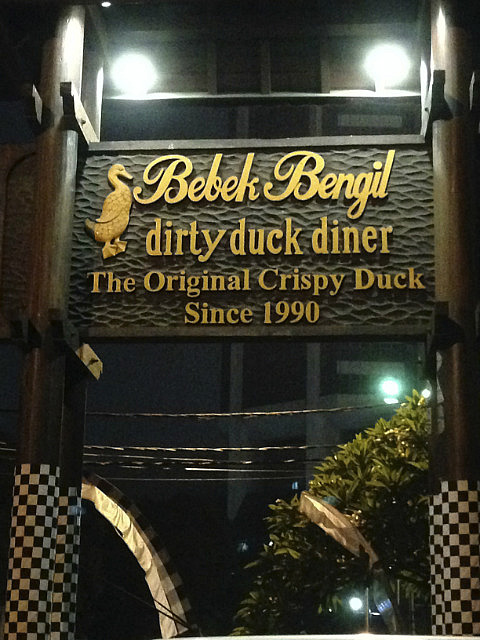 Bebek Bengil
dirty duck diner
The Original Crispy Duck
Since 1990